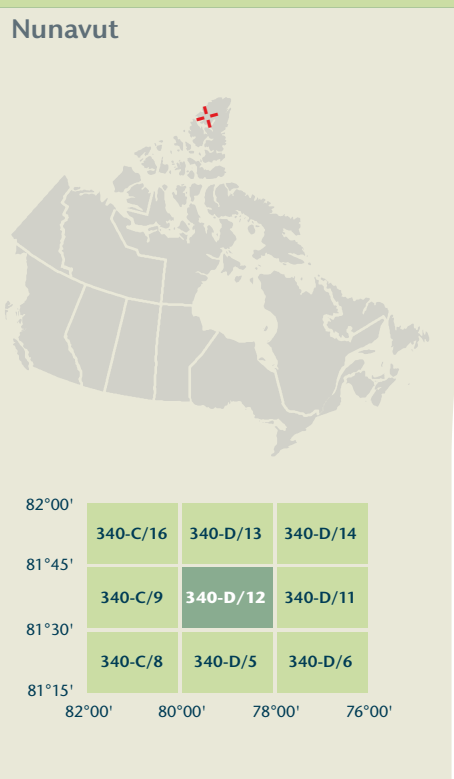 Nunavut
82°00'
340-C/16 340-D/13 340-D/14
81°45'
340-C/9 340-D/12 340-D/11
81°30'
340-C/8 340-D/5 340-D/6
81°15'
82°00' 80°00' 78°00' 76°00'